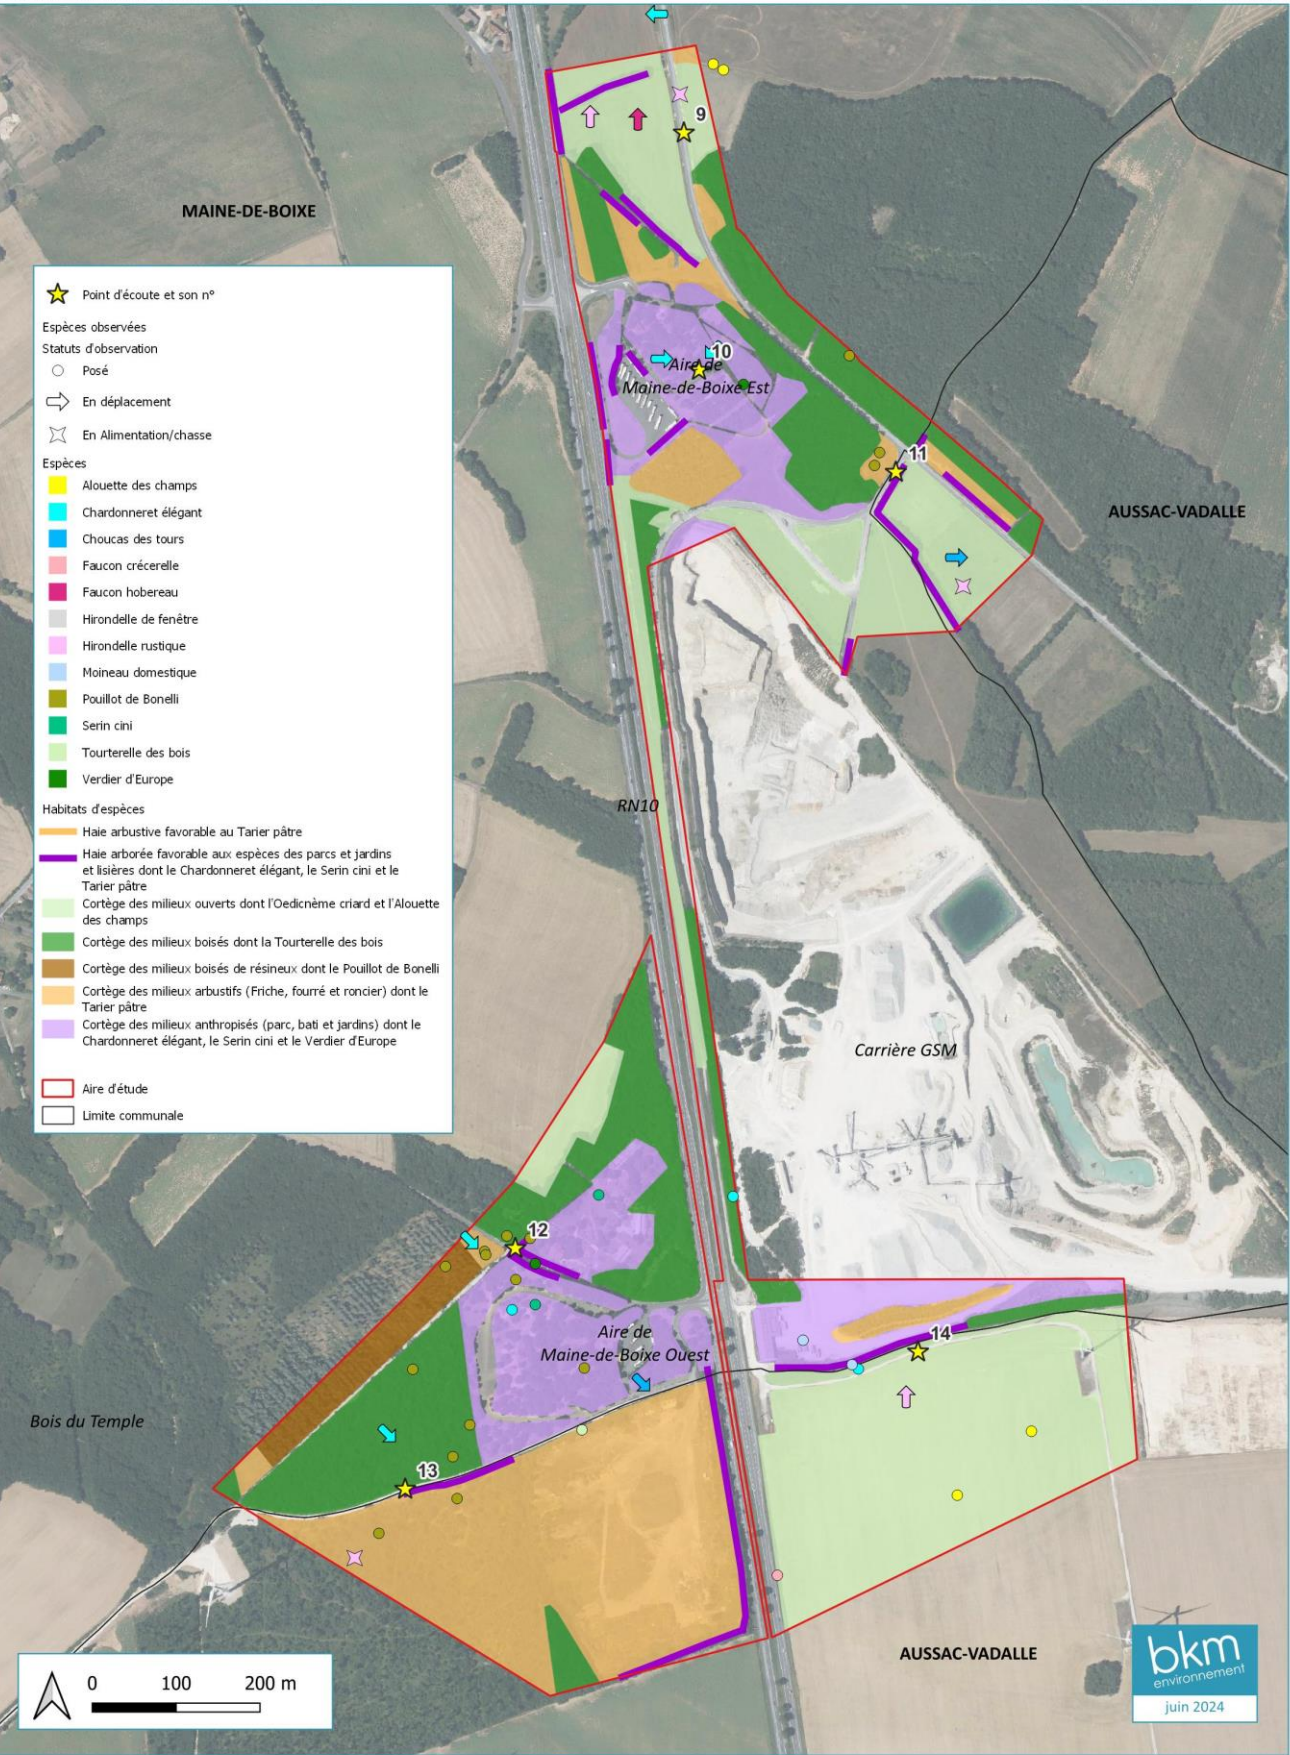 9
MAINE-DE-BOIXE
Point d'écoute et son n°
Espèces observées
Statuts d'observation
Posé
En déplacement
En Alimentation/chasse
Espèces
Alouette des champs
Chardonneret élégant
Choucas des tours
Faucon crécerelle
Faucon hobereau
Hirondelle de fenêtre
Hirondelle rustique
Moineau domestique
Pouillot de Bonelli
Serin cini
Tourterelle des bois
Verdier d'Europe
Habitats d'espèces
Haie arbustive favorable au Tarier pâtre
Haie arborée favorable aux espèces des parcs et jardins
et lisières dont le Chardonneret élégant, le Serin cini et le
Tarier pâtre
Cortège des milieux ouverts dont l'Oedicnème criard et l'Alouette
des champs
Cortège des milieux boisés dont la Tourterelle des bois
Cortège des milieux boisés de résineux dont le Pouillot de Bonelli
Cortège des milieux arbustifs (Friche, fourré et roncier) dont le
Tarier pâtre
Cortège des milieux anthropisés (parc, bati et jardins) dont le
Chardonneret élégant, le Serin cini et le Verdier d'Europe
Aire d'étude
Limite communale
10
Aire de
Maine-de-Boixe Est
11
AUSSAC-VADALLE
RN10
Carrière GSM
12
Aire de
Maine-de-Boixe Ouest
14
Bois du Temple
13
AUSSAC-VADALLE
0 100 200 m
bkm
environnement
juin 2024